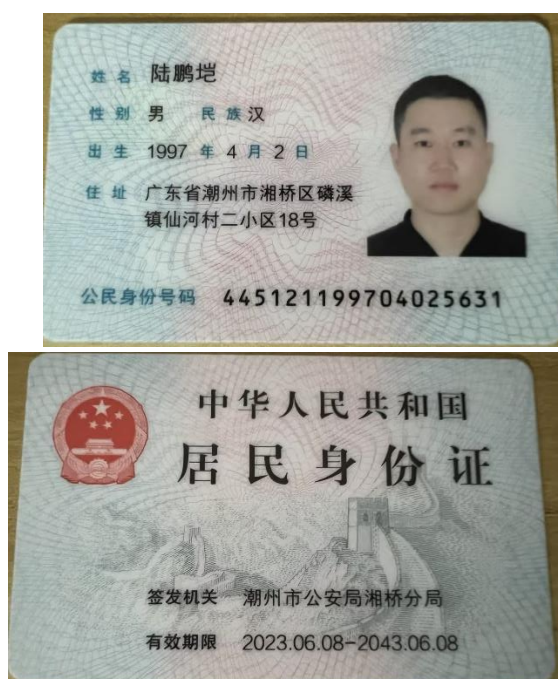 姓名 陆鹏垲
性别 男 民族 汉
出生 1997 年 4 月 2 日
住址 广东省潮州市湘桥区磷溪
镇仙河村二小区18号
公民身份号码 445121199704025631
中华人民共和国
居民身份证
签发机关 潮州市公安局湘桥分局
有效期限 2023.06.08-2043.06.08